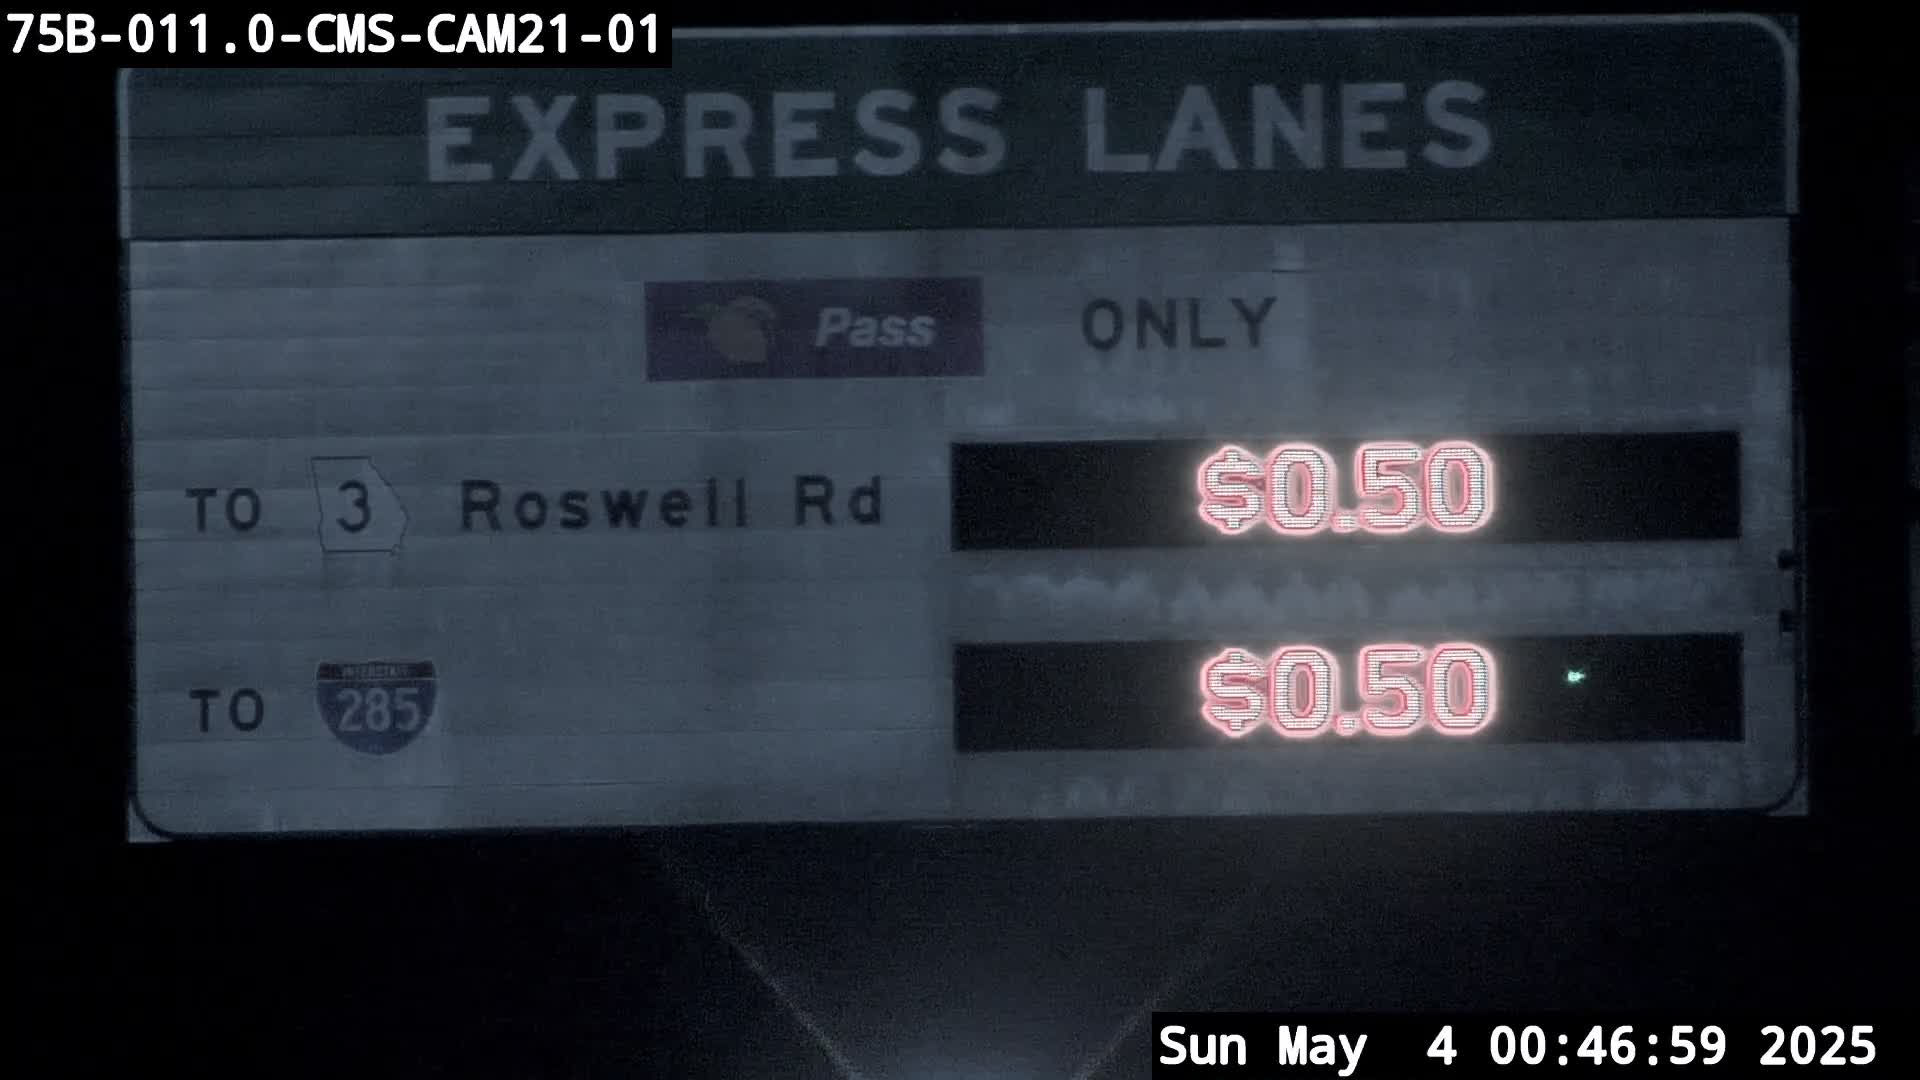 75B-011.0-CMS-CAM21-01
EXPRESS LANES
Pass ONLY
TO 3 Roswell Rd $0.50
INTERSTATE
TO 285 $0.50
Sun May 4 00:46:59 2025